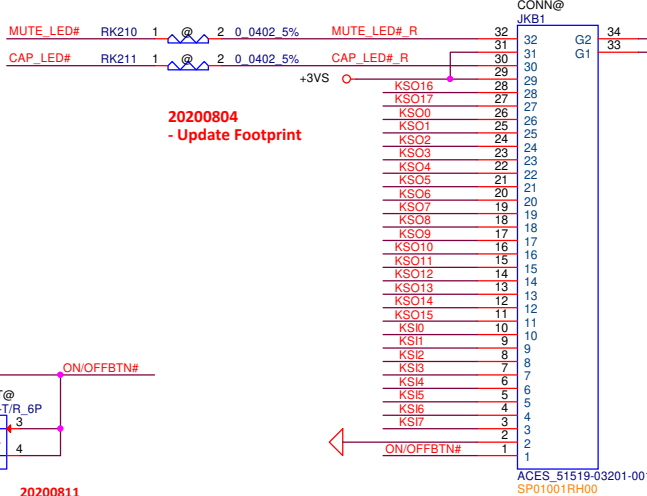 CONN@
JKB1
MUTE_LED# RK210 1 @ 2 0_0402_5% MUTE_LED#_R 32 32 G2 34
31 31 G1 33
CAP_LED# RK211 1 @ 2 0_0402_5% CAP_LED#_R 30 30
+3VS 29 29
KSO16 28 28
KSO17 27 27
KSO0 26 26
KSO1 25 25
KSO2 24 24
KSO3 23 23
KSO4 22 22
KSO5 21 21
KSO6 20 20
KSO7 19 19
KSO8 18 18
KSO9 17 17
KSO10 16 16
KSO11 15 15
KSO12 14 14
KSO13 13 13
KSO14 12 12
KSO15 11 11
KSI0 10 10
KSI1 9 9
KSI2 8 8
KSI3 7 7
KSI4 6 6
KSI5 5 5
KSI6 4 4
KSI7 3 3
2 2
ON/OFFBTN# 1 1
ACES_51519-03201-001
SP01001RH00
20200804
- Update Footprint
ON/OFFBTN#
T@
-T/R_6P
3
4
20200811